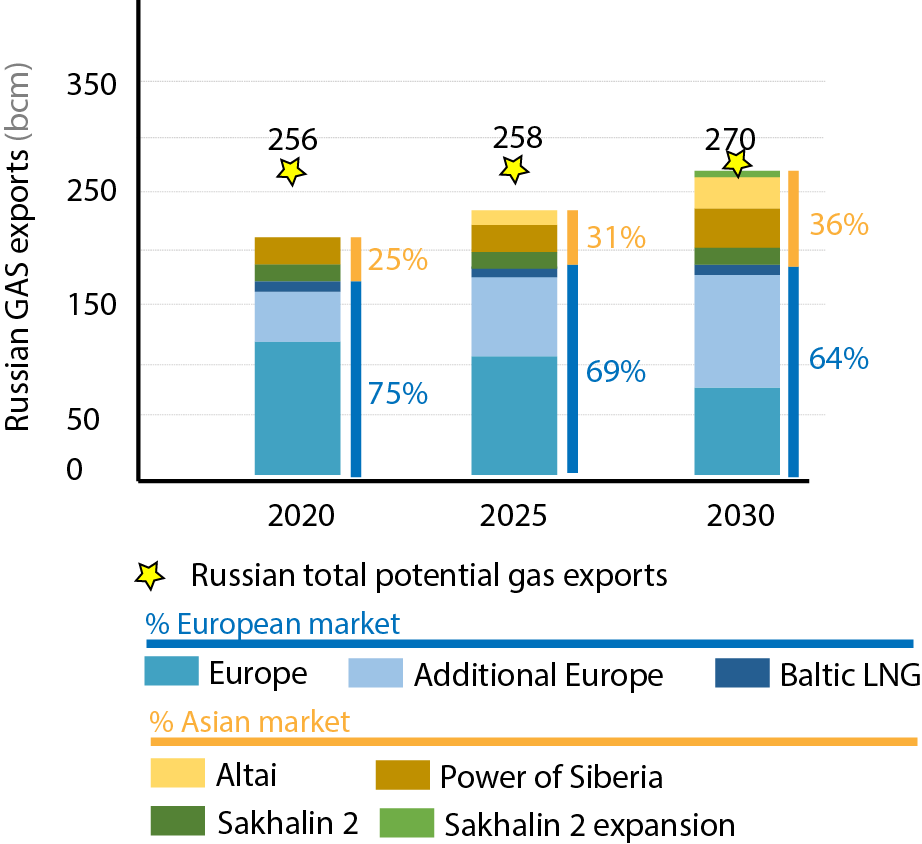 Russian GAS exports (bcm)
350
250
150
50
0
256
258
270
25%
31%
36%
75%
69%
64%
2020
2025
2030
Russian total potential gas exports
% European market
Europe
Additional Europe
Baltic LNG
% Asian market
Altai
Power of Siberia
Sakhalin 2
Sakhalin 2 expansion